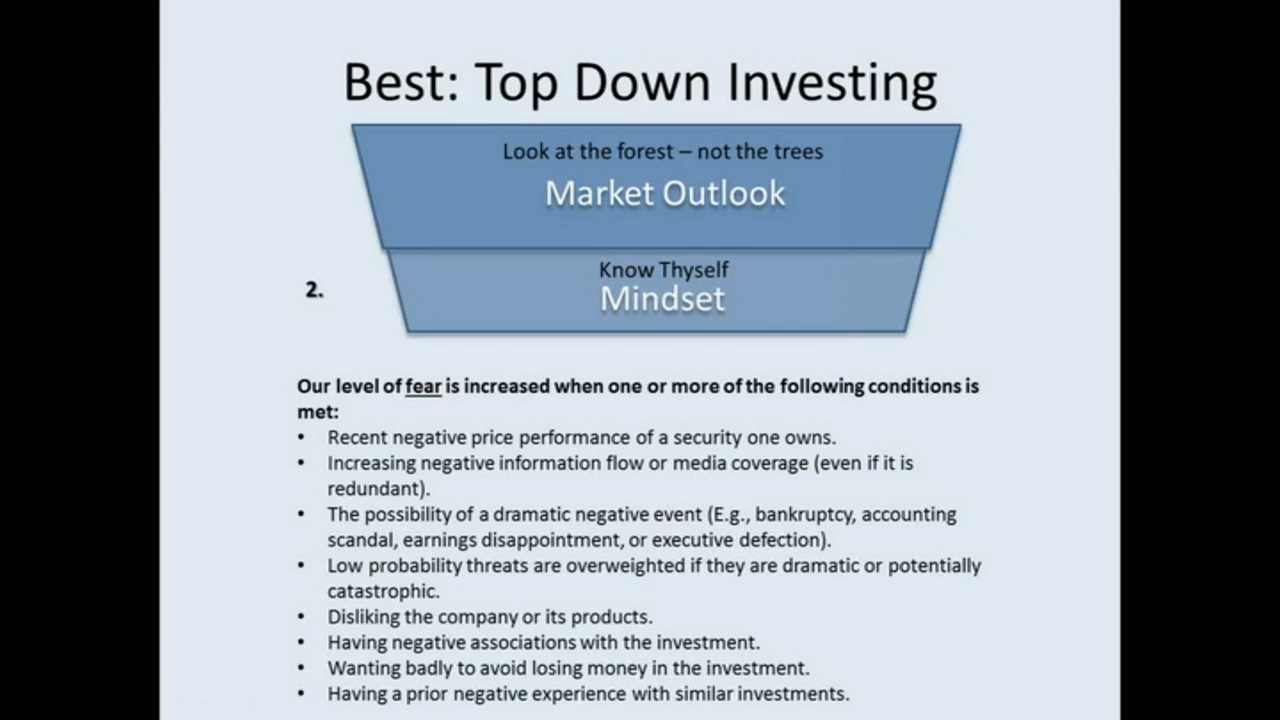 Best: Top Down Investing
Look at the forest – not the trees
Market Outlook
Know Thyself
2.
Mindset
Our level of fear is increased when one or more of the following conditions is
met:
• Recent negative price performance of a security one owns.
• Increasing negative information flow or media coverage (even if it is
redundant).
• The possibility of a dramatic negative event (E.g., bankruptcy, accounting
scandal, earnings disappointment, or executive defection).
• Low probability threats are overweighted if they are dramatic or potentially
catastrophic.
• Disliking the company or its products.
• Having negative associations with the investment.
• Wanting badly to avoid losing money in the investment.
• Having a prior negative experience with similar investments.